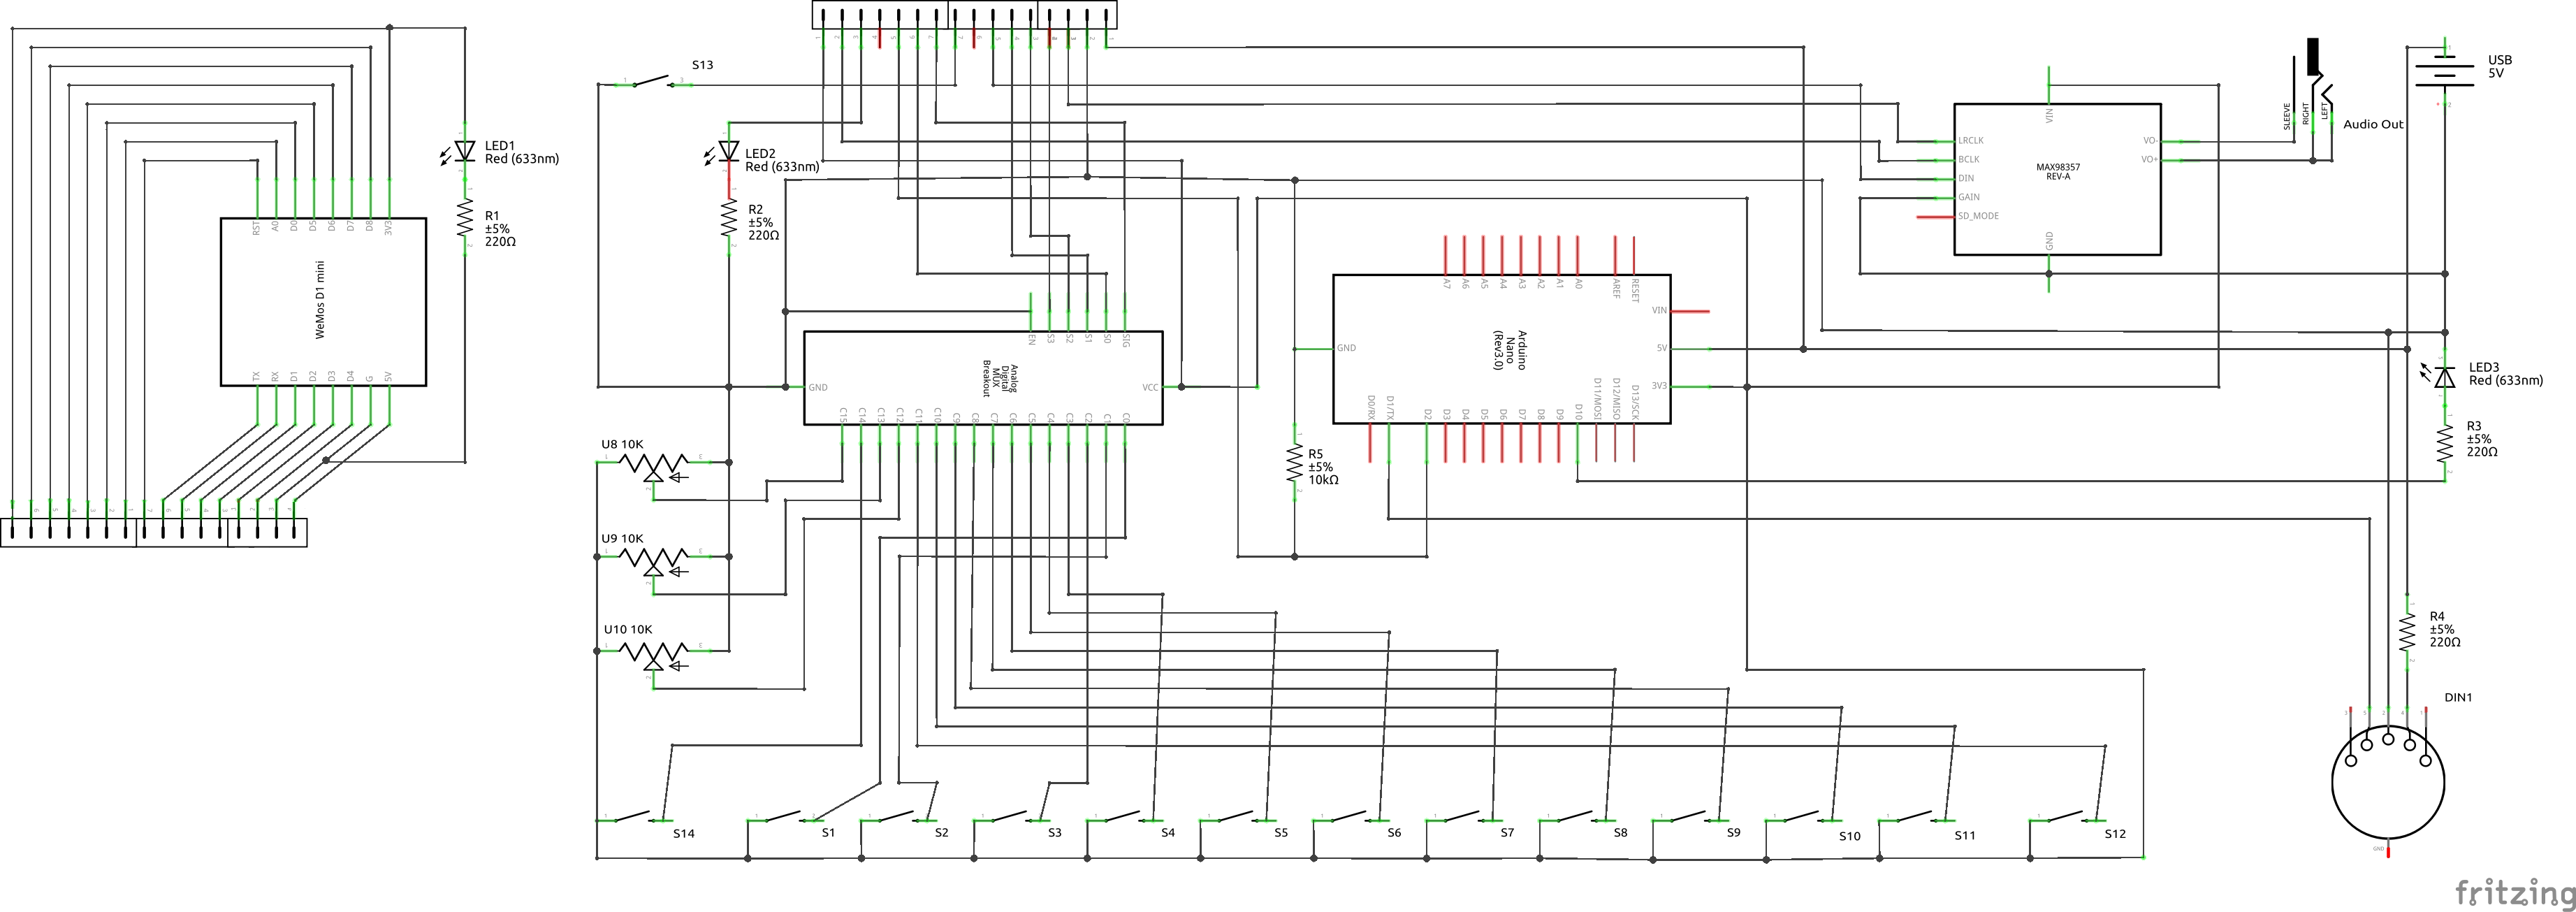 S13
USB
5V
SLEEVE
RIGHT
LEFT
Audio Out
LED1
Red (633nm)
LED2
Red (633nm)
VIN
LRCLK
BCLK
DIN
GAIN
SD_MODE
VO-
VO+
MAX98357
REV-A
GND
R1
±5%
220Ω
R2
±5%
220Ω
RST
A0
D0
D5
D6
D7
D8
3V3
WeMos D1 mini
TX
RX
D1
D2
D3
D4
G
5V
EN
S3
S2
S1
S0
SIG
GND
VCC
Analog
Digital
MUX
Breakout
C15
C14
C13
C12
C11
C10
C9
C8
C7
C6
C5
C4
C3
C2
C1
C0
A7
A6
A5
A4
A3
A2
A1
A0
AREF
RESET
VIN
GND
5V
3V3
Arduino
Nano
(Rev3.0)
D0/RX
D1/TX
D2
D3
D4
D5
D6
D7
D8
D9
D10
D11/MOSI
D12/MISO
D13/SCK
LED3
Red (633nm)
R3
±5%
220Ω
U8 10K
R5
±5%
10kΩ
U9 10K
U10 10K
R4
±5%
220Ω
DIN1
S14
S1
S2
S3
S4
S5
S6
S7
S8
S9
S10
S11
S12
GND
fritzing